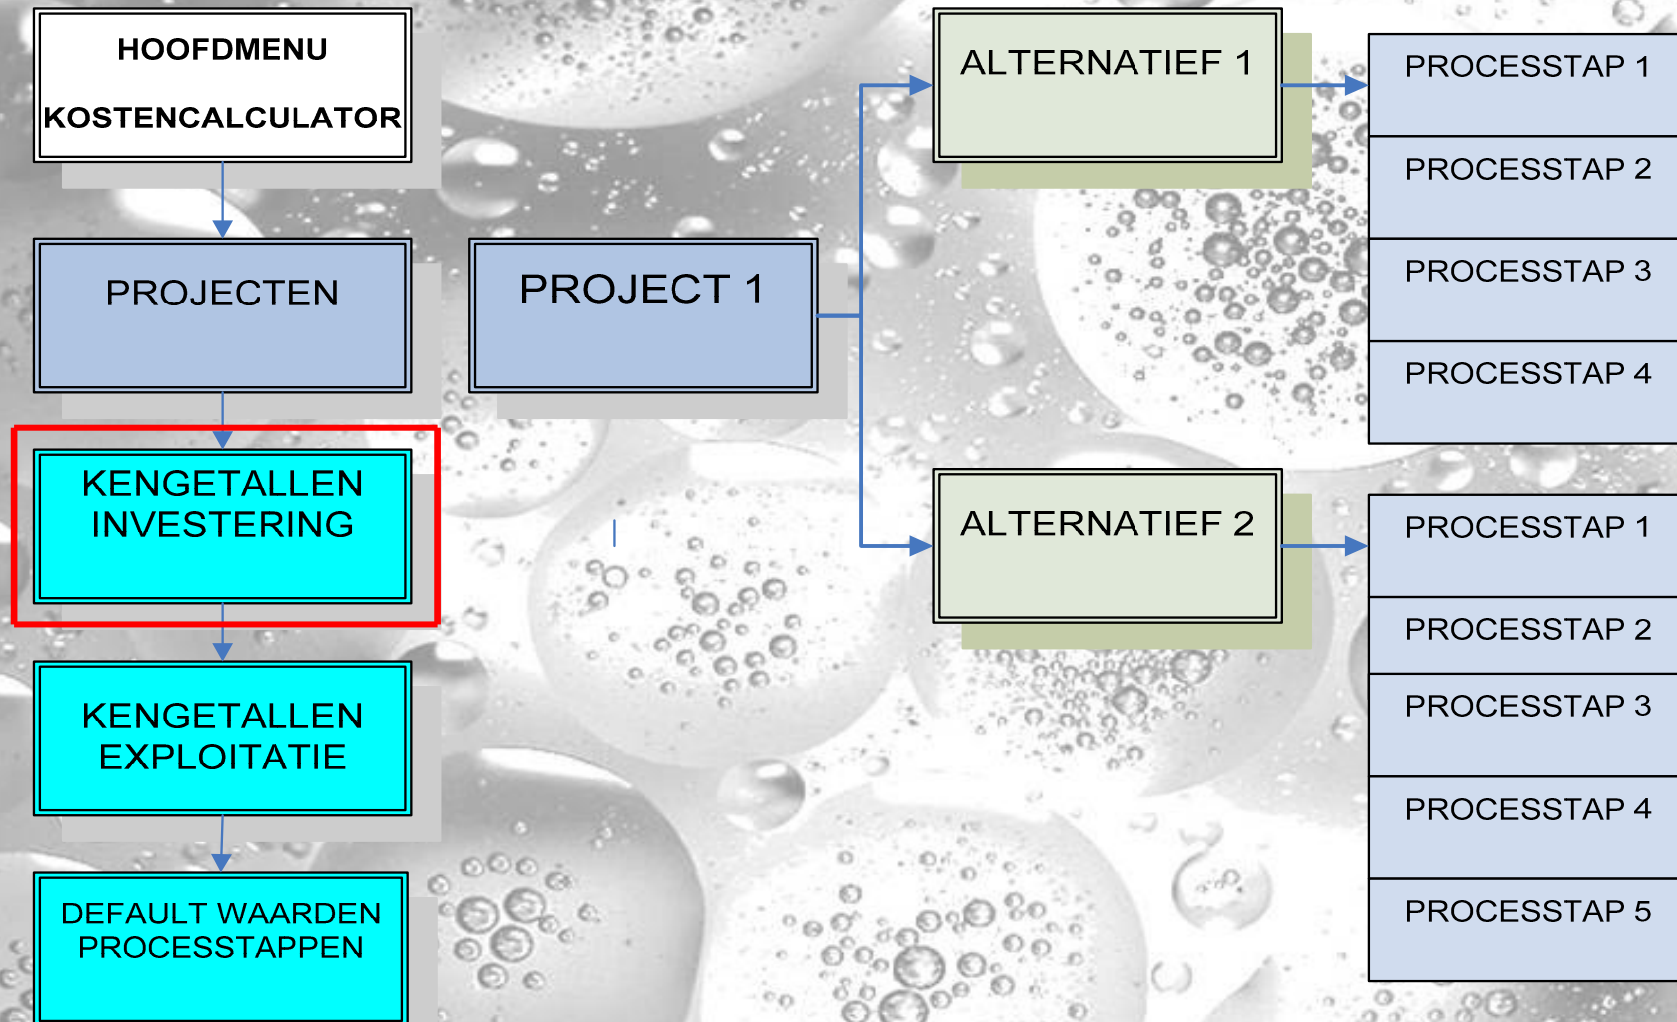 HOOFDMENU
KOSTENCALCULATOR
PROJECTEN
KENGETALLEN
INVESTERING
KENGETALLEN
EXPLOITATIE
DEFAULT WAARDEN
PROCESSTAPPEN
PROJECT 1
ALTERNATIEF 1
PROCESSTAP 1
PROCESSTAP 2
PROCESSTAP 3
PROCESSTAP 4
ALTERNATIEF 2
PROCESSTAP 1
PROCESSTAP 2
PROCESSTAP 3
PROCESSTAP 4
PROCESSTAP 5